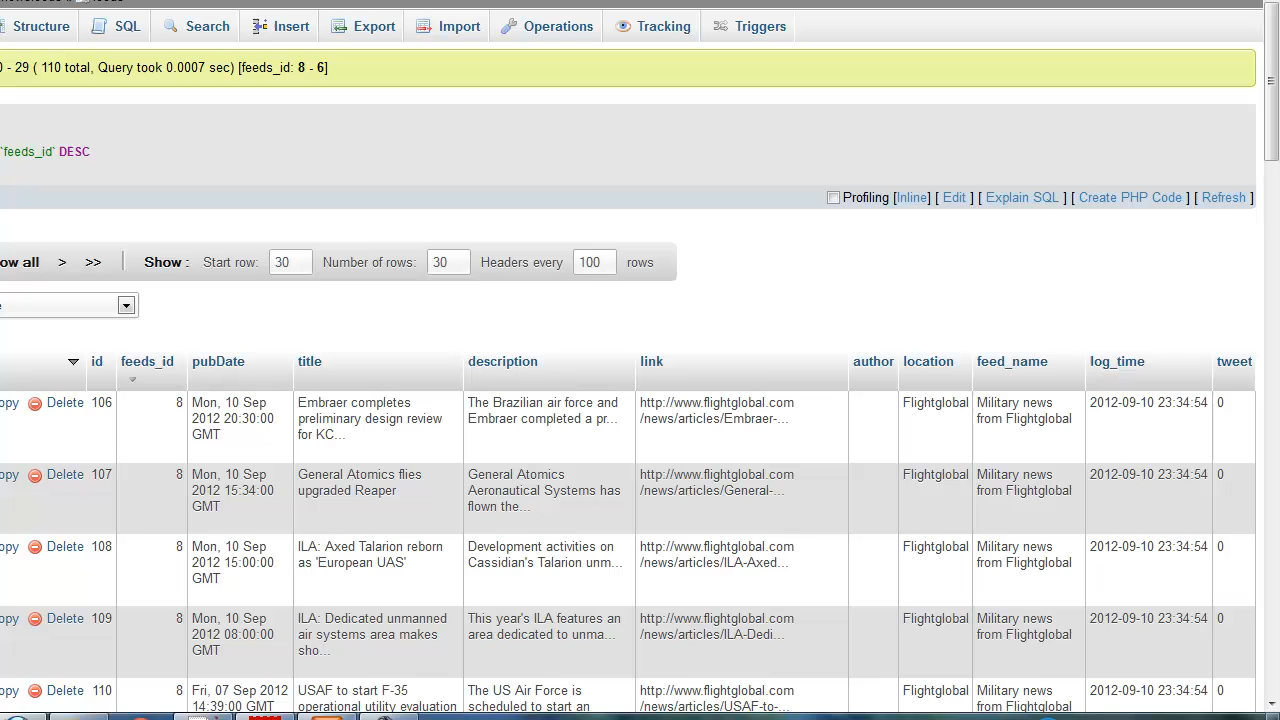 Structure SQL Search Insert Export Import Operations Tracking Triggers
- 29 ( 110 total, Query took 0.0007 sec) [feeds_id: 8 - 6]
`feeds_id` DESC
Profiling [Inline] [ Edit ] [ Explain SQL ] [ Create PHP Code ] [ Refresh ]
ow all > >> Show : Start row: 30 Number of rows: 30 Headers every 100 rows
id feeds_id pubDate title description link author location feed_name log_time tweet
opy Delete 106 8 Mon, 10 Sep Embraer completes The Brazilian air force and http://www.flightglobal.com Flightglobal Military news 2012-09-10 23:34:54 0
2012 20:30:00 preliminary design review Embraer completed a pr... /news/articles/Embraer-... from Flightglobal
GMT for KC...
opy Delete 107 8 Mon, 10 Sep General Atomics flies General Atomics http://www.flightglobal.com Flightglobal Military news 2012-09-10 23:34:54 0
2012 15:34:00 upgraded Reaper Aeronautical Systems has /news/articles/General-... from Flightglobal
GMT flown the...
opy Delete 108 8 Mon, 10 Sep ILA: Axed Talarion reborn Development activities on http://www.flightglobal.com Flightglobal Military news 2012-09-10 23:34:54 0
2012 15:00:00 as 'European UAS' Cassidian's Talarion unm... /news/articles/ILA-Axed... from Flightglobal
GMT
opy Delete 109 8 Mon, 10 Sep ILA: Dedicated unmanned This year's ILA features an http://www.flightglobal.com Flightglobal Military news 2012-09-10 23:34:54 0
2012 08:00:00 air systems area makes area dedicated to unma... /news/articles/ILA-Dedi... from Flightglobal
GMT sho...
opy Delete 110 8 Fri, 07 Sep 2012 USAF to start F-35 The US Air Force is http://www.flightglobal.com Flightglobal Military news 2012-09-10 23:34:54 0
14:39:00 GMT operational utility evaluation scheduled to start an /news/articles/USAF-to-... from Flightglobal